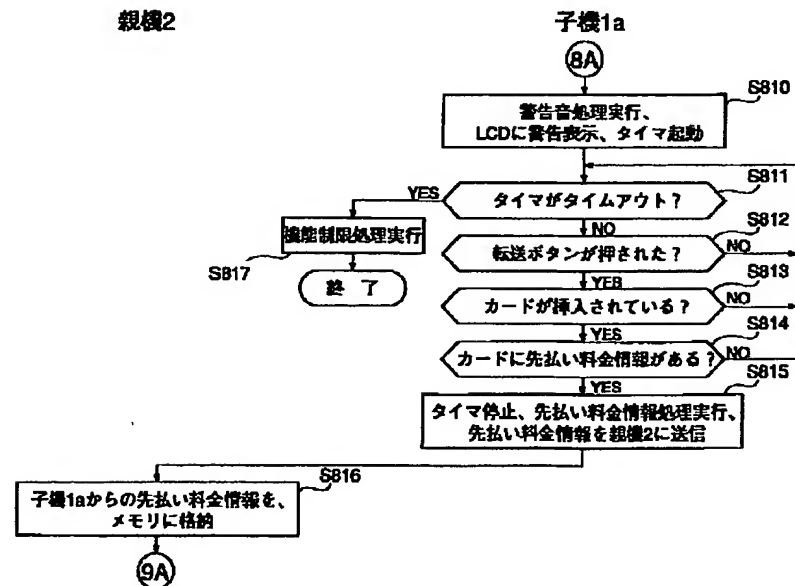 親機2
子機1a
8A
S810
警告音処理実行、
LCDに警告表示、タイマ起動
S811
タイマがタイムアウト?
YES
NO
S812
転送ボタンが押された?
NO
YES
S813
カードが挿入されている?
NO
YES
S814
カードに先払い料金情報がある?
NO
YES
S815
タイマ停止、先払い料金情報処理実行、
先払い料金情報を親機2に送信
機能制限処理実行
S817
終 了
S816
子機1aからの先払い料金情報を、
メモリに格納
9A